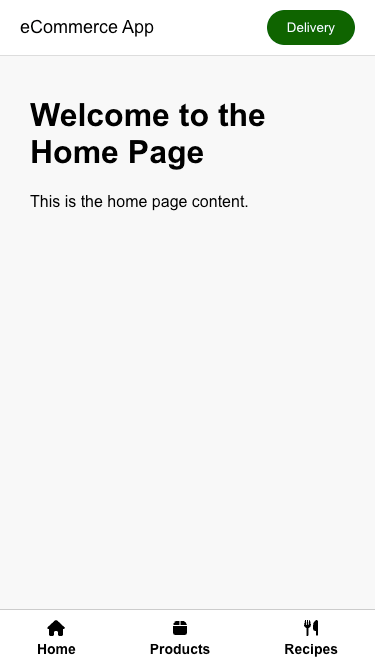 eCommerce App
Delivery
Welcome to the
Home Page
This is the home page content.
Home
Products
Recipes